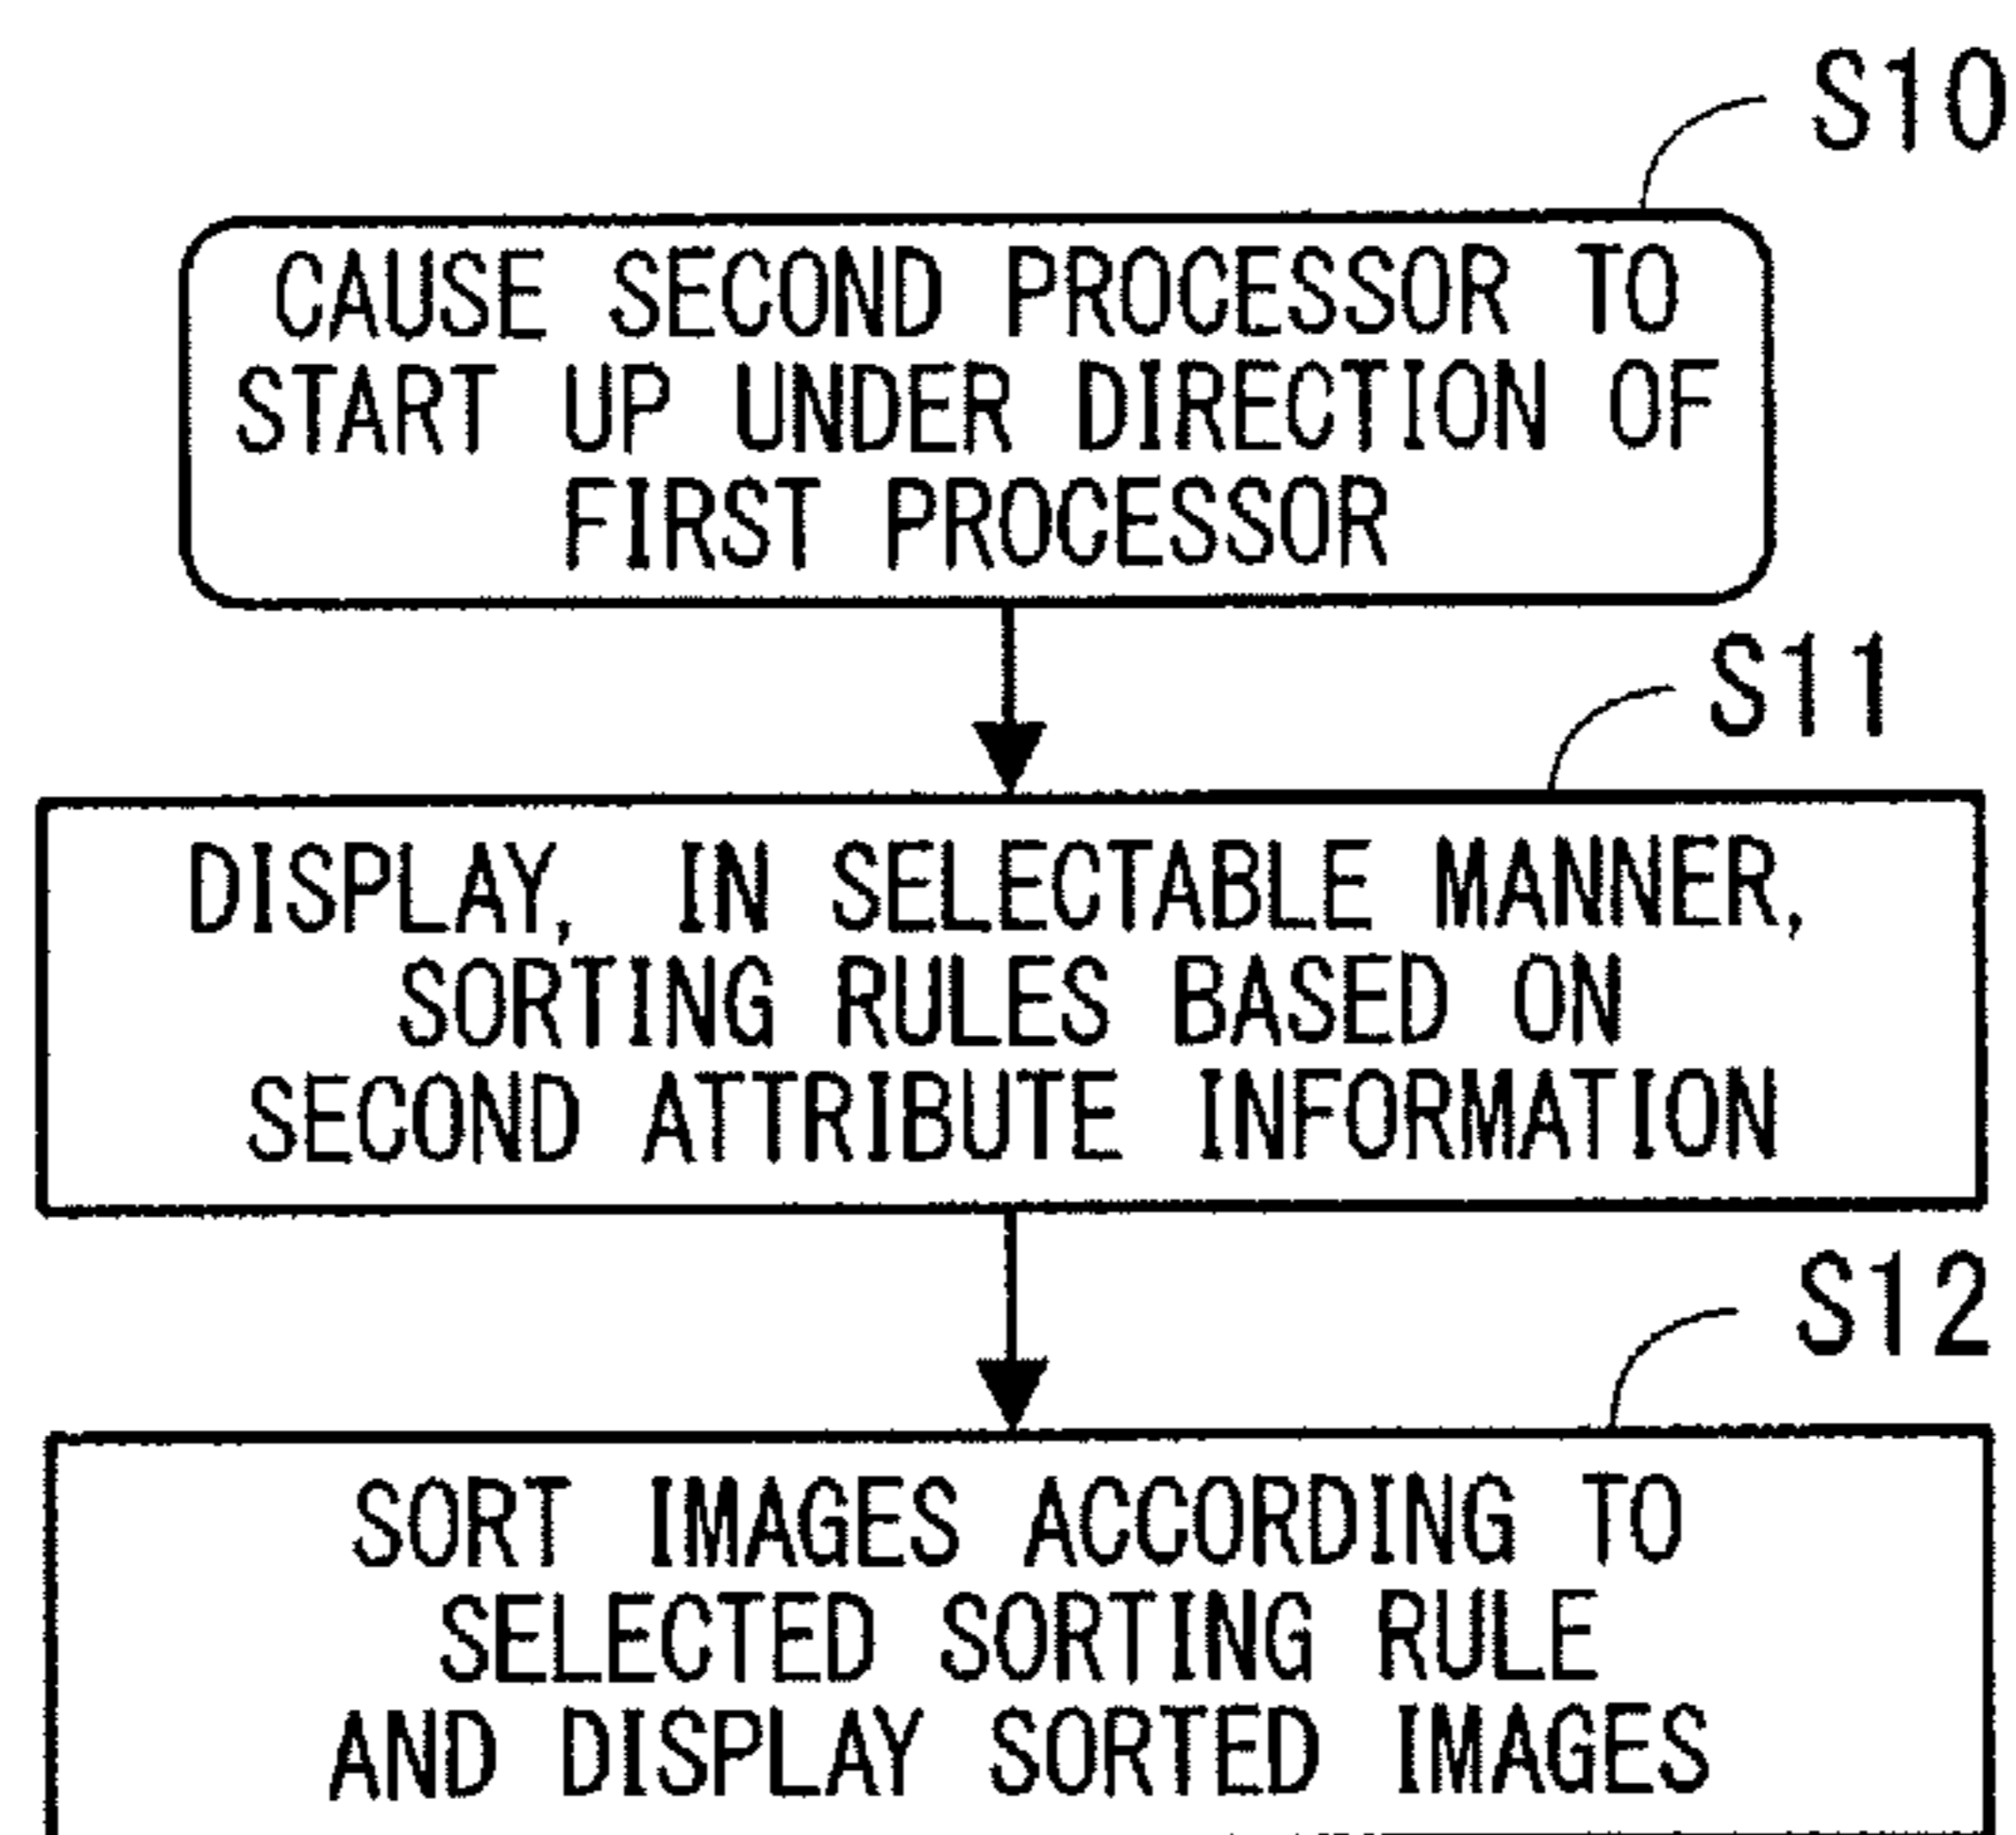 S10
CAUSE SECOND PROCESSOR TO
START UP UNDER DIRECTION OF
FIRST PROCESSOR
S11
DISPLAY, IN SELECTABLE MANNER,
SORTING RULES BASED ON
SECOND ATTRIBUTE INFORMATION
S12
SORT IMAGES ACCORDING TO
SELECTED SORTING RULE
AND DISPLAY SORTED IMAGES